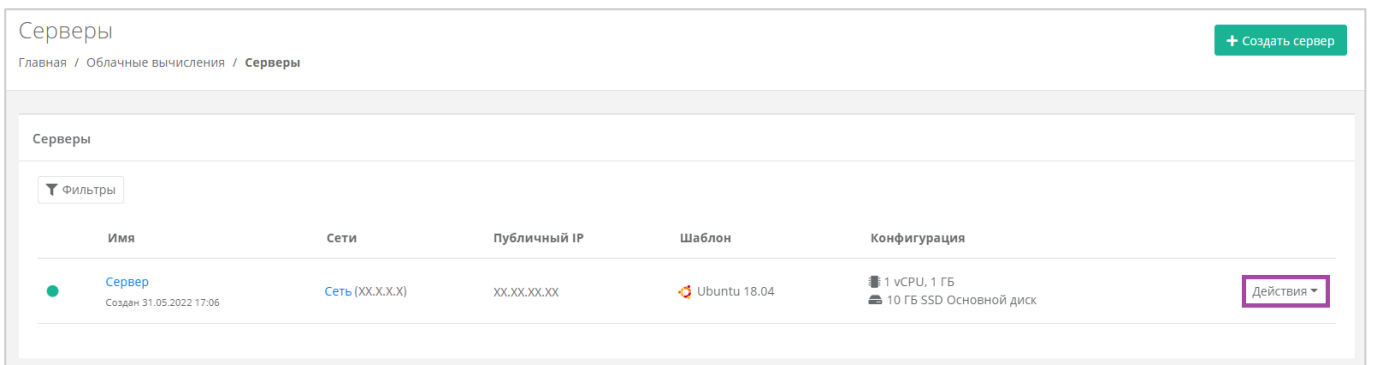 Серверы
+ Создать сервер
Главная / Облачные вычисления / Серверы
Серверы
Фильтры
Имя Сети Публичный IP Шаблон Конфигурация
Сервер Сеть (XX.X.X.X) XX.XX.XX.XX Ubuntu 18.04 1 vCPU, 1 ГБ Действия
Создан 31.05.2022 17:06 10 ГБ SSD Основной диск